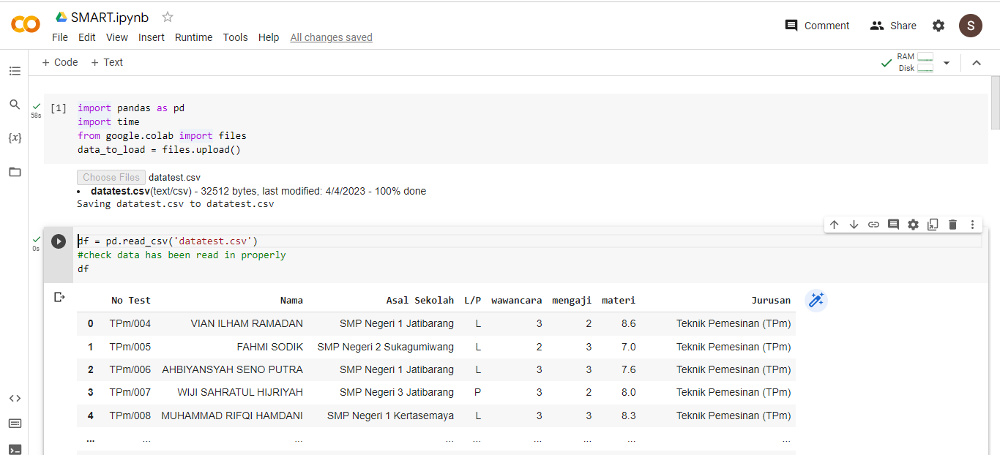 SMART.ipynb
File Edit View Insert Runtime Tools Help All changes saved
Comment Share S
+ Code + Text
RAM
Disk
58s
[1] import pandas as pd
import time
from google.colab import files
data_to_load = files.upload()
{x}
Choose Files datatest.csv
• datatest.csv(text/csv) - 32512 bytes, last modified: 4/4/2023 - 100% done
Saving datatest.csv to datatest.csv
0s
df = pd.read_csv('datatest.csv')
#check data has been read in properly
df
No Test Nama Asal Sekolah L/P wawancara mengaji materi Jurusan
0 TPm/004 VIAN ILHAM RAMADAN SMP Negeri 1 Jatibarang L 3 2 8.6 Teknik Pemesinan (TPm)
1 TPm/005 FAHMI SODIK SMP Negeri 2 Sukagumiwang L 2 3 7.0 Teknik Pemesinan (TPm)
2 TPm/006 AHBIYANSYAH SENO PUTRA SMP Negeri 1 Jatibarang L 3 3 7.6 Teknik Pemesinan (TPm)
3 TPm/007 WIJI SAHRATUL HIJRIYAH SMP Negeri 3 Jatibarang P 3 2 8.0 Teknik Pemesinan (TPm)
4 TPm/008 MUHAMMAD RIFQI HAMDANI SMP Negeri 1 Kertasemaya L 3 3 8.3 Teknik Pemesinan (TPm)
... ... ... ... ... ... ... ... ...